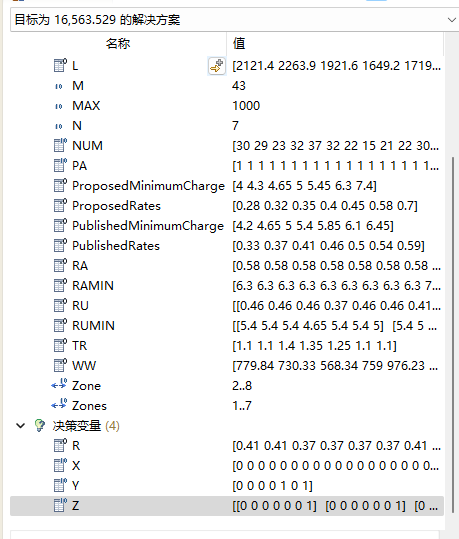 目标为 16,563.529 的解决方案
名称 值
L [2121.4 2263.9 1921.6 1649.2 1719...
M 43
MAX 1000
N 7
NUM [30 29 23 32 37 32 22 15 21 22 30...
PA [1 1 1 1 1 1 1 1 1 1 1 1 1 1 1 1 1 1 1...
ProposedMinimumCharge [4 4.3 4.65 5 5.45 6.3 7.4]
ProposedRates [0.28 0.32 0.35 0.4 0.45 0.58 0.7]
PublishedMinimumCharge [4.2 4.65 5 5.4 5.85 6.1 6.45]
PublishedRates [0.33 0.37 0.41 0.46 0.5 0.54 0.59]
RA [0.58 0.58 0.58 0.58 0.58 0.58 0.58 ...
RAMIN [6.3 6.3 6.3 6.3 6.3 6.3 6.3 6.3 6.3 7...
RU [[0.46 0.46 0.46 0.37 0.46 0.46 0.41...
RUMIN [[5.4 5.4 5.4 4.65 5.4 5.4 5] [5.4 5 ...
TR [1.1 1.1 1.4 1.35 1.25 1.1 1.1]
WW [779.84 730.33 568.34 759 976.23 ...
Zone 2..8
Zones 1..7
决策变量 (4)
R [0.41 0.41 0.37 0.37 0.37 0.37 0.41 ...
X [0 0 0 0 0 0 0 0 0 0 0 0 0 0 0 0 0 0 0...
Y [0 0 0 0 1 0 1]
Z [[0 0 0 0 0 0 1] [0 0 0 0 0 0 1] [0 ...